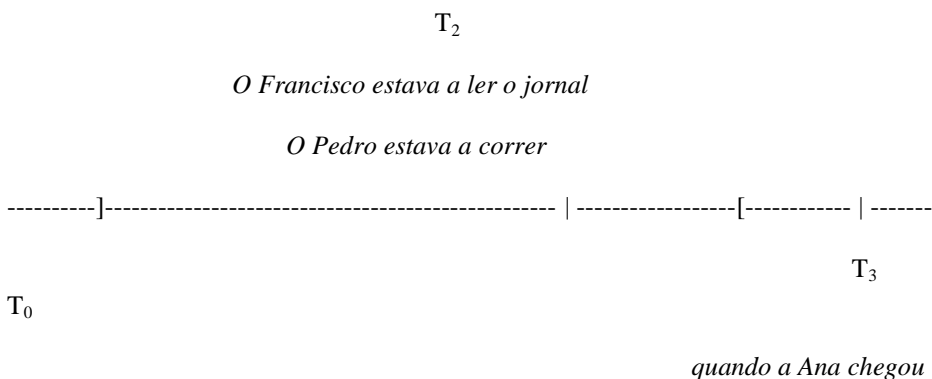 T₂
O Francisco estava a ler o jornal
O Pedro estava a correr
----------]--------------------------------------------------- | ------------------[------------ | -------
T₃
T₀
quando a Ana chegou